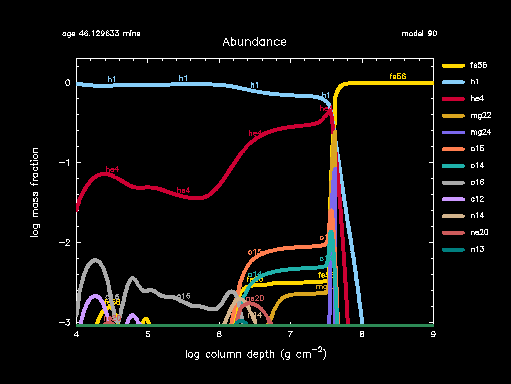 age 46.129633 mins
model 90
Abundance
fe56
h1
he4
mg22
mg24
o15
o14
o16
c12
n14
ne20
n13
h1
h1
h1
h1
fe56
he4
he4
he4
o15
o14
o16
ne20
n14
mg
0
−1
−2
−3
4
5
6
7
8
9
log mass fraction
log column depth (g cm−2)